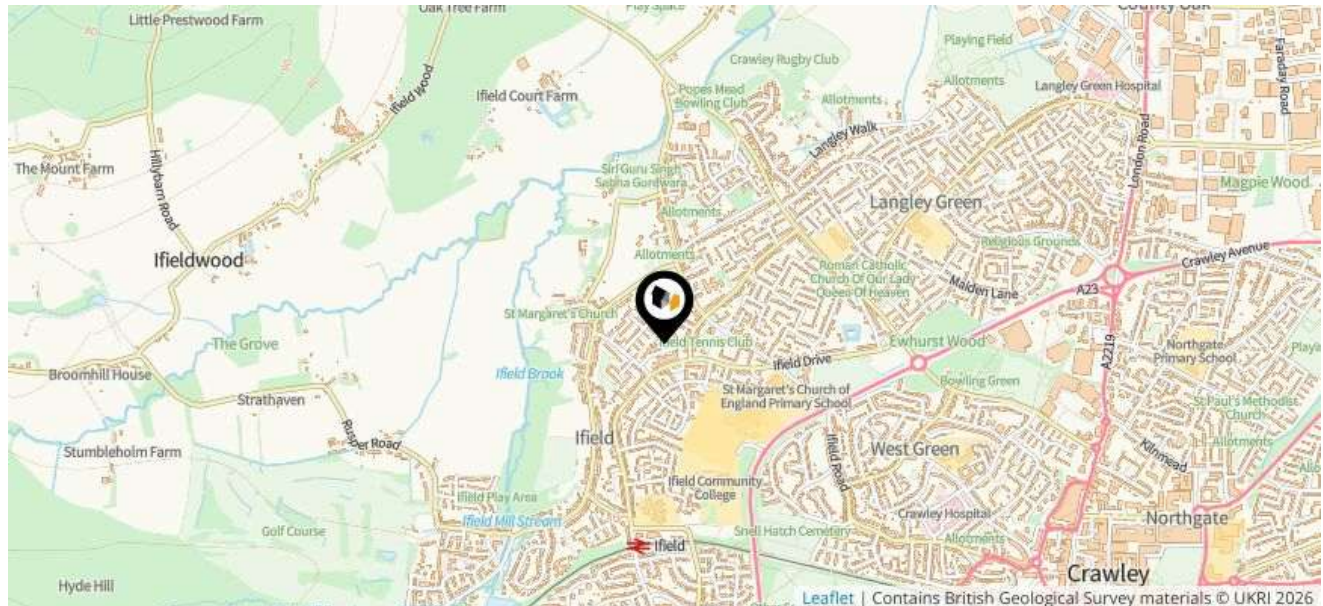 Little Prestwood Farm
Oak Tree Farm
Play Space
County Oak
Playing Field
Crawley Rugby Club
Allotments
Langley Green Hospital
Faraday Road
Ifield Court Farm
Ifield wood
Popes Mead
Bowling Club
Allotments
Langley Walk
London Road
The Mount Farm
Hillybarn Road
Siri Guru Singh
Sabha Gurdwara
Magpie Wood
Langley Green
Allotments
Religious Grounds
Crawley Avenue
Ifieldwood
Allotments
Roman Catholic
Church Of Our Lady
Queen Of Heaven
Malden Lane
A23
St Margaret's Church
The Grove
Ifield Tennis Club
Ewhurst Wood
A2219
Northgate
Primary School
Broomhill House
Ifield Brook
Ifield Drive
Bowling Green
Strathaven
St Margaret's Church of
England Primary School
St Paul's Methodist
Church
Rusper Road
Ifield
Ifield Road
West Green
Kilnmead
Allotments
Stumbleholm Farm
Ifield Community
College
Ifield Play Area
Crawley Hospital
Golf Course
Ifield Mill Stream
Snell Hatch Cemetery
Allotments
Northgate
Ifield
Hyde Hill
Crawley
Leaflet | Contains British Geological Survey materials © UKRI 2026